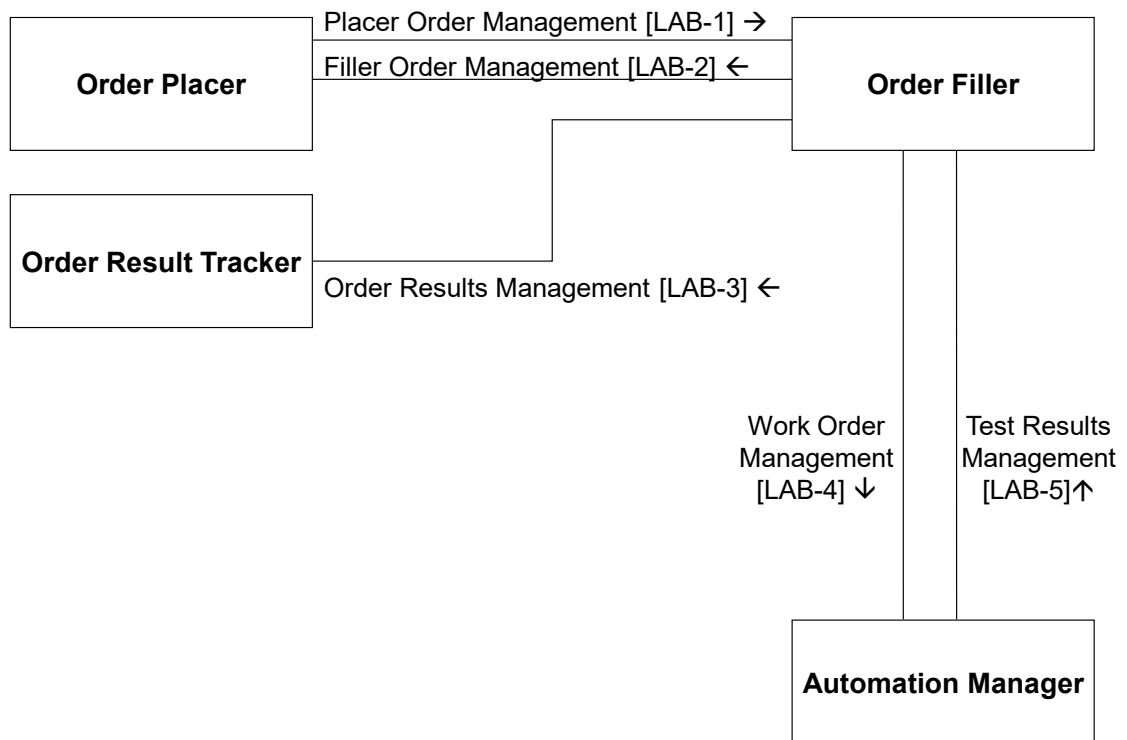 Placer Order Management [LAB-1] →
Order Placer
Filler Order Management [LAB-2] ←
Order Filler
Order Result Tracker
Order Results Management [LAB-3] ←
Work Order
Management
[LAB-4] ↓
Test Results
Management
[LAB-5]↑
Automation Manager